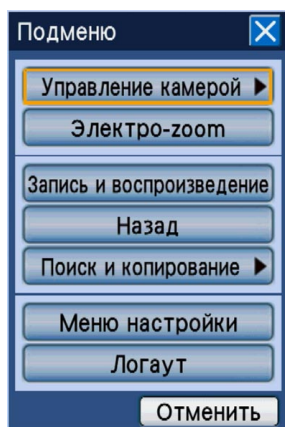 Подменю
Управление камерой
Электро-zoom
Запись и воспроизведение
Назад
Поиск и копирование
Меню настройки
Логаут
Отменить